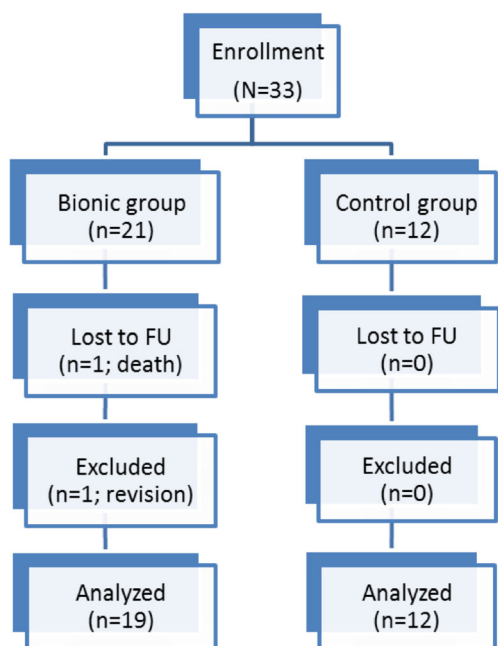 Enrollment
(N=33)
Bionic group
(n=21)
Control group
(n=12)
Lost to FU
(n=1; death)
Lost to FU
(n=0)
Excluded
(n=1; revision)
Excluded
(n=0)
Analyzed
(n=19)
Analyzed
(n=12)